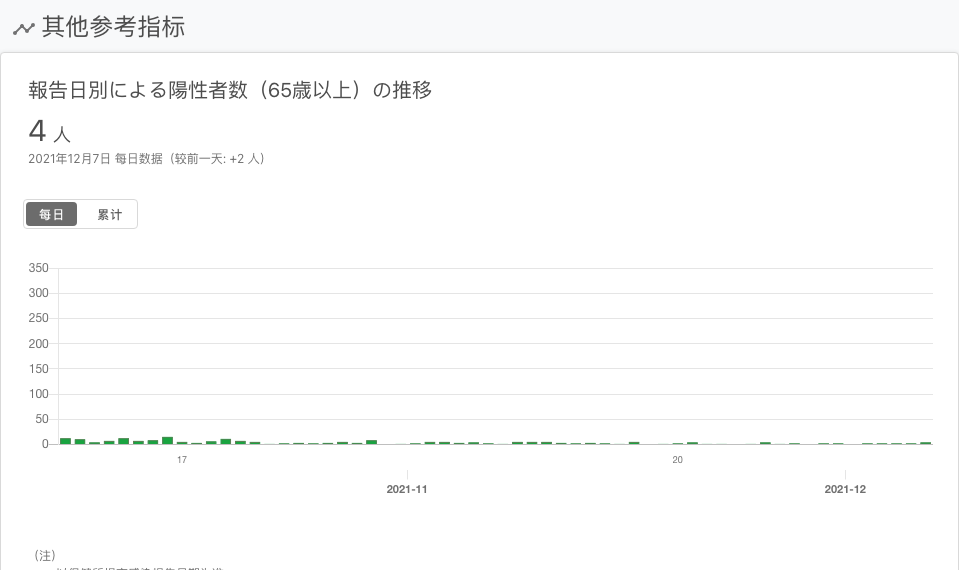 其他参考指标
報告日別による陽性者数（65歳以上）の推移
4 人
2021年12月7日 每日数据（较前一天: +2 人）
每日 累计
350
300
250
200
150
100
50
0
17 20
2021-11 2021-12
（注）